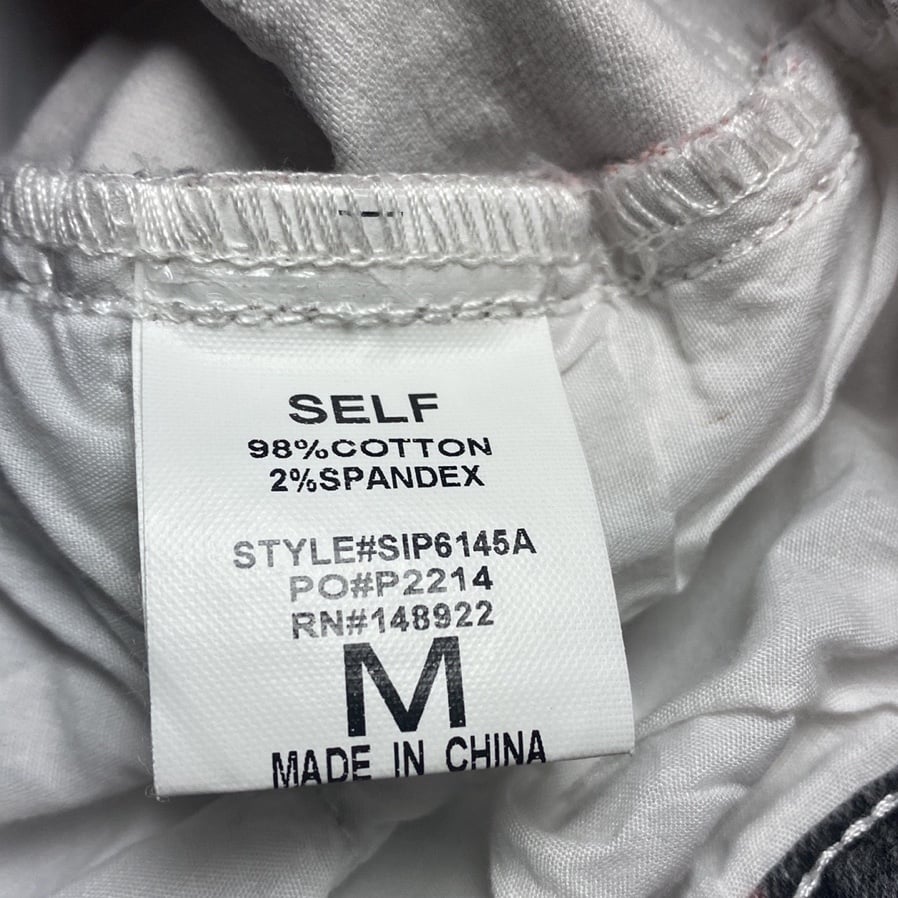 SELF
98%COTTON
2%SPANDEX
STYLE#SIP6145A
PO#P2214
RN#148922
M
MADE IN CHINA